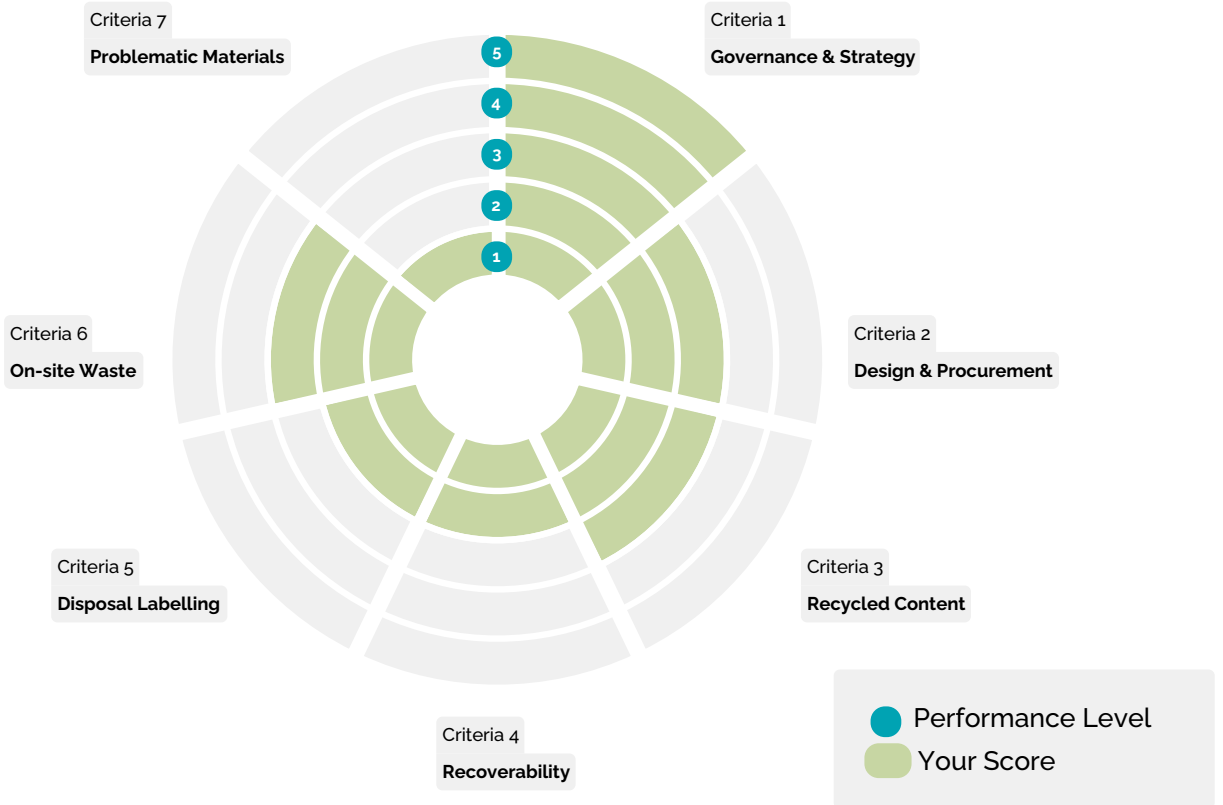 Criteria 7
Problematic Materials
Criteria 1
Governance & Strategy
5
4
3
2
1
Criteria 6
On-site Waste
Criteria 2
Design & Procurement
Criteria 5
Disposal Labelling
Criteria 3
Recycled Content
Criteria 4
Recoverability
Performance Level
Your Score